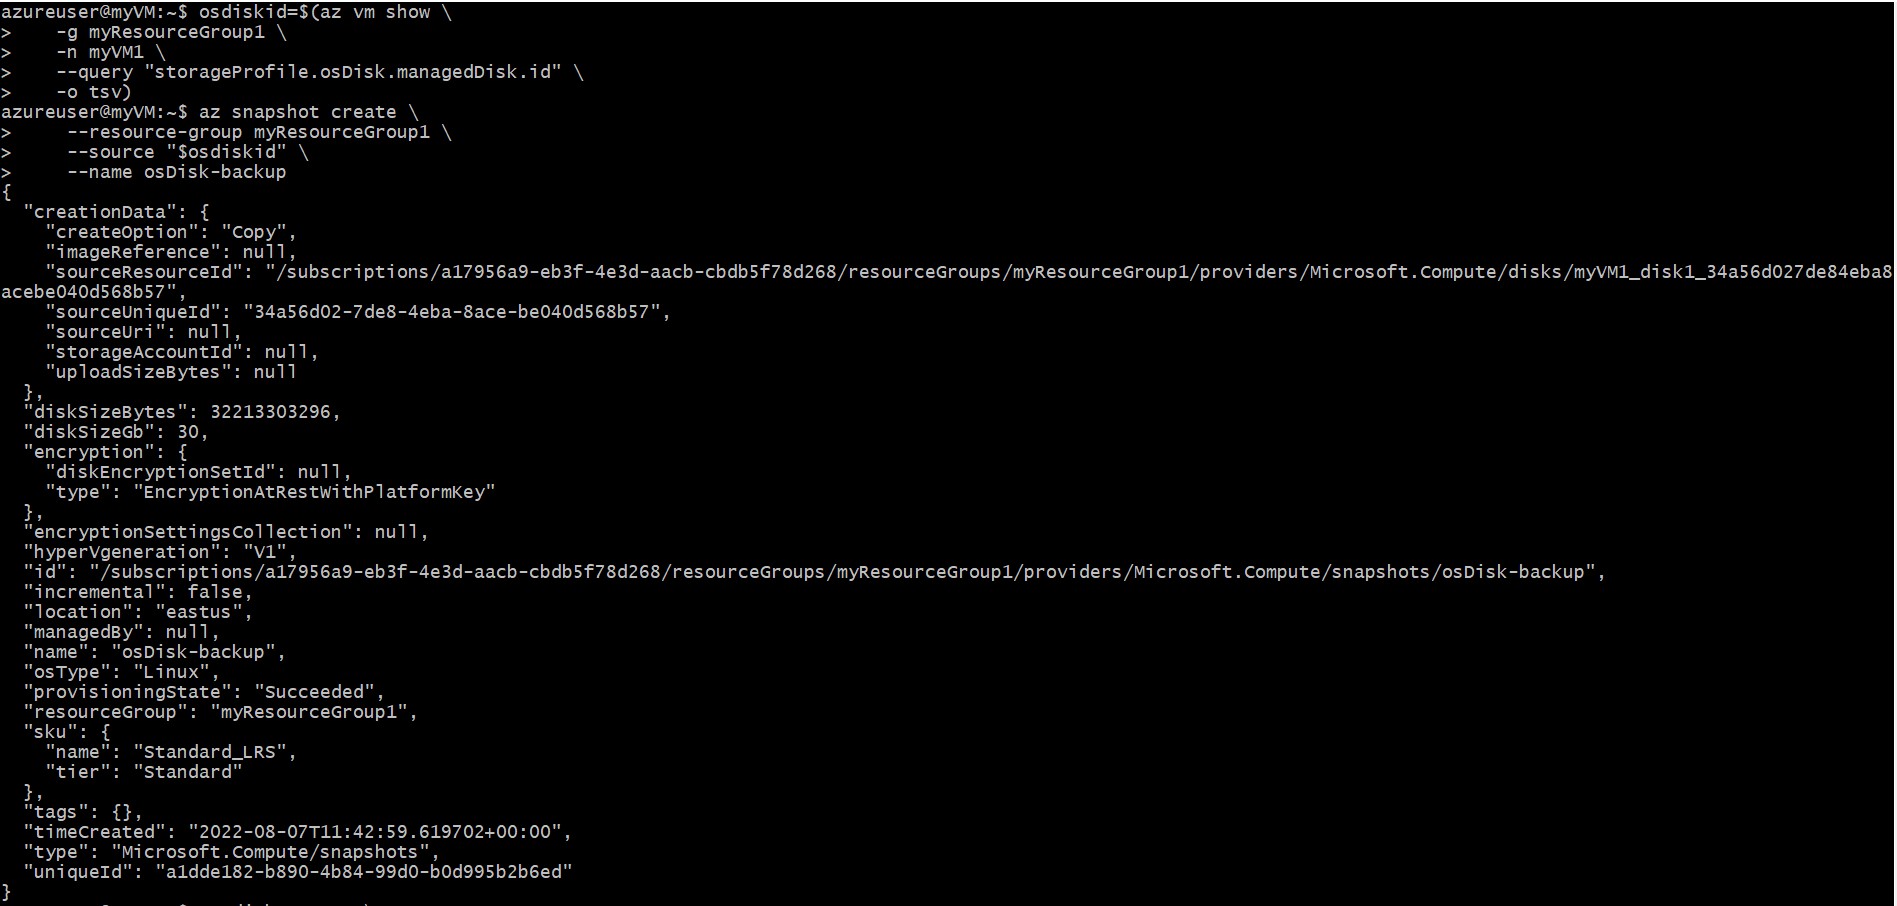 azureuser@myVM:~$ osdiskid=$(az vm show \
>    -g myResourceGroup1 \
>    -n myVM1 \
>    --query "storageProfile.osDisk.managedDisk.id" \
>    -o tsv)
azureuser@myVM:~$ az snapshot create \
>     --resource-group myResourceGroup1 \
>     --source "$osdiskid" \
>     --name osDisk-backup
{
  "creationData": {
    "createOption": "Copy",
    "imageReference": null,
    "sourceResourceId": "/subscriptions/a17956a9-eb3f-4e3d-aacb-cbdb5f78d268/resourceGroups/myResourceGroup1/providers/Microsoft.Compute/disks/myVM1_disk1_34a56d027de84eba8
acebe040d568b57",
    "sourceUniqueId": "34a56d02-7de8-4eba-8ace-be040d568b57",
    "sourceUri": null,
    "storageAccountId": null,
    "uploadSizeBytes": null
  },
  "diskSizeBytes": 32213303296,
  "diskSizeGb": 30,
  "encryption": {
    "diskEncryptionSetId": null,
    "type": "EncryptionAtRestWithPlatformKey"
  },
  "encryptionSettingsCollection": null,
  "hyperVgeneration": "V1",
  "id": "/subscriptions/a17956a9-eb3f-4e3d-aacb-cbdb5f78d268/resourceGroups/myResourceGroup1/providers/Microsoft.Compute/snapshots/osDisk-backup",
  "incremental": false,
  "location": "eastus",
  "managedBy": null,
  "name": "osDisk-backup",
  "osType": "Linux",
  "provisioningState": "Succeeded",
  "resourceGroup": "myResourceGroup1",
  "sku": {
    "name": "Standard_LRS",
    "tier": "Standard"
  },
  "tags": {},
  "timeCreated": "2022-08-07T11:42:59.619702+00:00",
  "type": "Microsoft.Compute/snapshots",
  "uniqueId": "a1dde182-b890-4b84-99d0-b0d995b2b6ed"
}